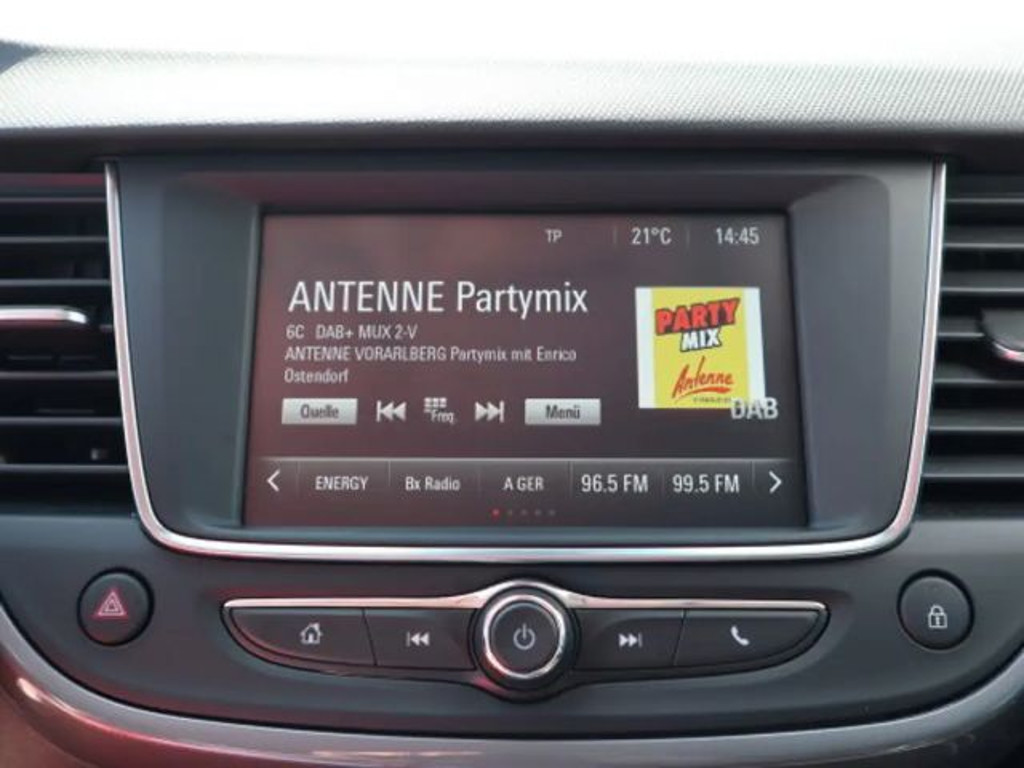 TP 21°C 14:45
ANTENNE Partymix
6C DAB+ MUX 2-V
ANTENNE VORARLBERG Partymix mit Enrico
Ostendorf
PARTY
MIX
Antenne
DAB
Quelle Freq. Menü
ENERGY Bx Radio A GER 96.5 FM 99.5 FM